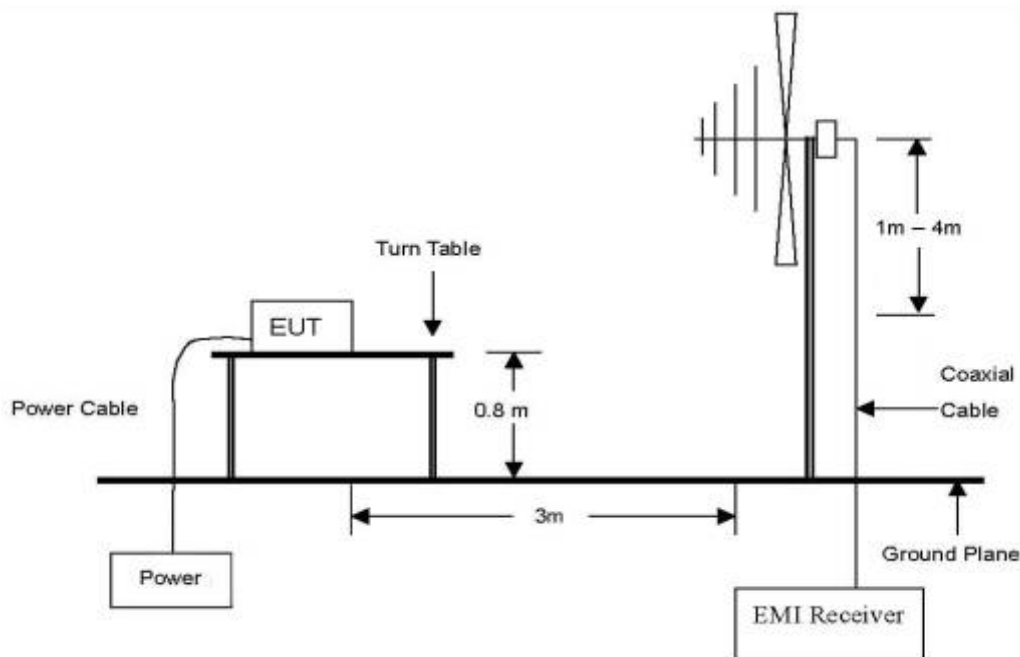 1m – 4m
Turn Table
EUT
Power Cable
0.8 m
Coaxial
Cable
3m
Ground Plane
Power
EMI Receiver